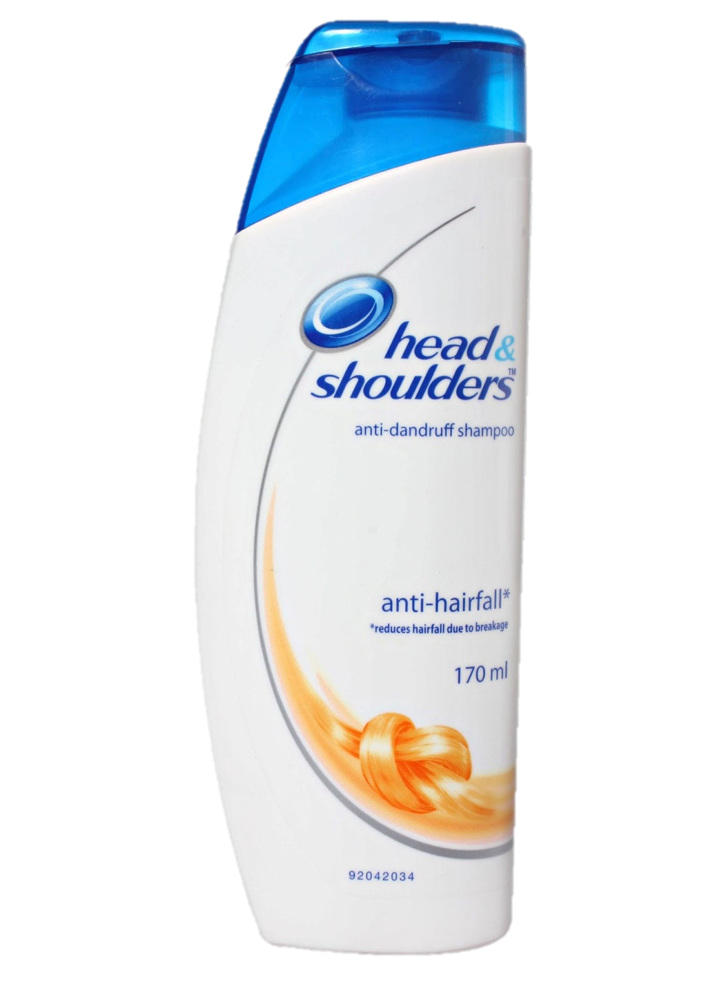 head&
shoulders™
anti-dandruff shampoo
anti-hairfall*
*reduces hairfall due to breakage
170 ml
92042034